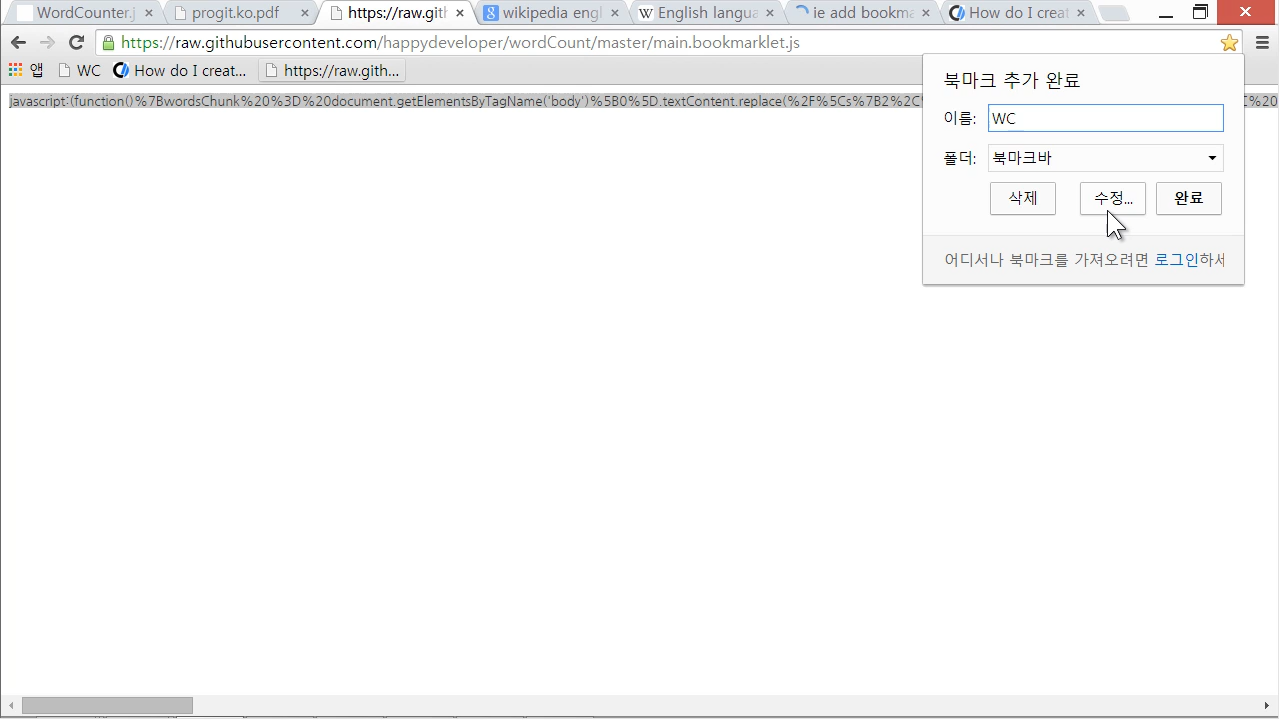 WordCounter.j
progit.ko.pdf
https://raw.gith
wikipedia engl
English langua
ie add bookma
How do I creat
https://raw.githubusercontent.com/happydeveloper/wordCount/master/main.bookmarklet.js
앱
WC
How do I creat...
https://raw.gith...
javascript:(function()%7BwordsChunk%20%3D%20document.getElementsByTagName('body')%5B0%5D.textContent.replace(%2F%5Cs%7B2%2C%
북마크 추가 완료
이름: WC
폴더: 북마크바
삭제 수정... 완료
어디서나 북마크를 가져오려면 로그인하세